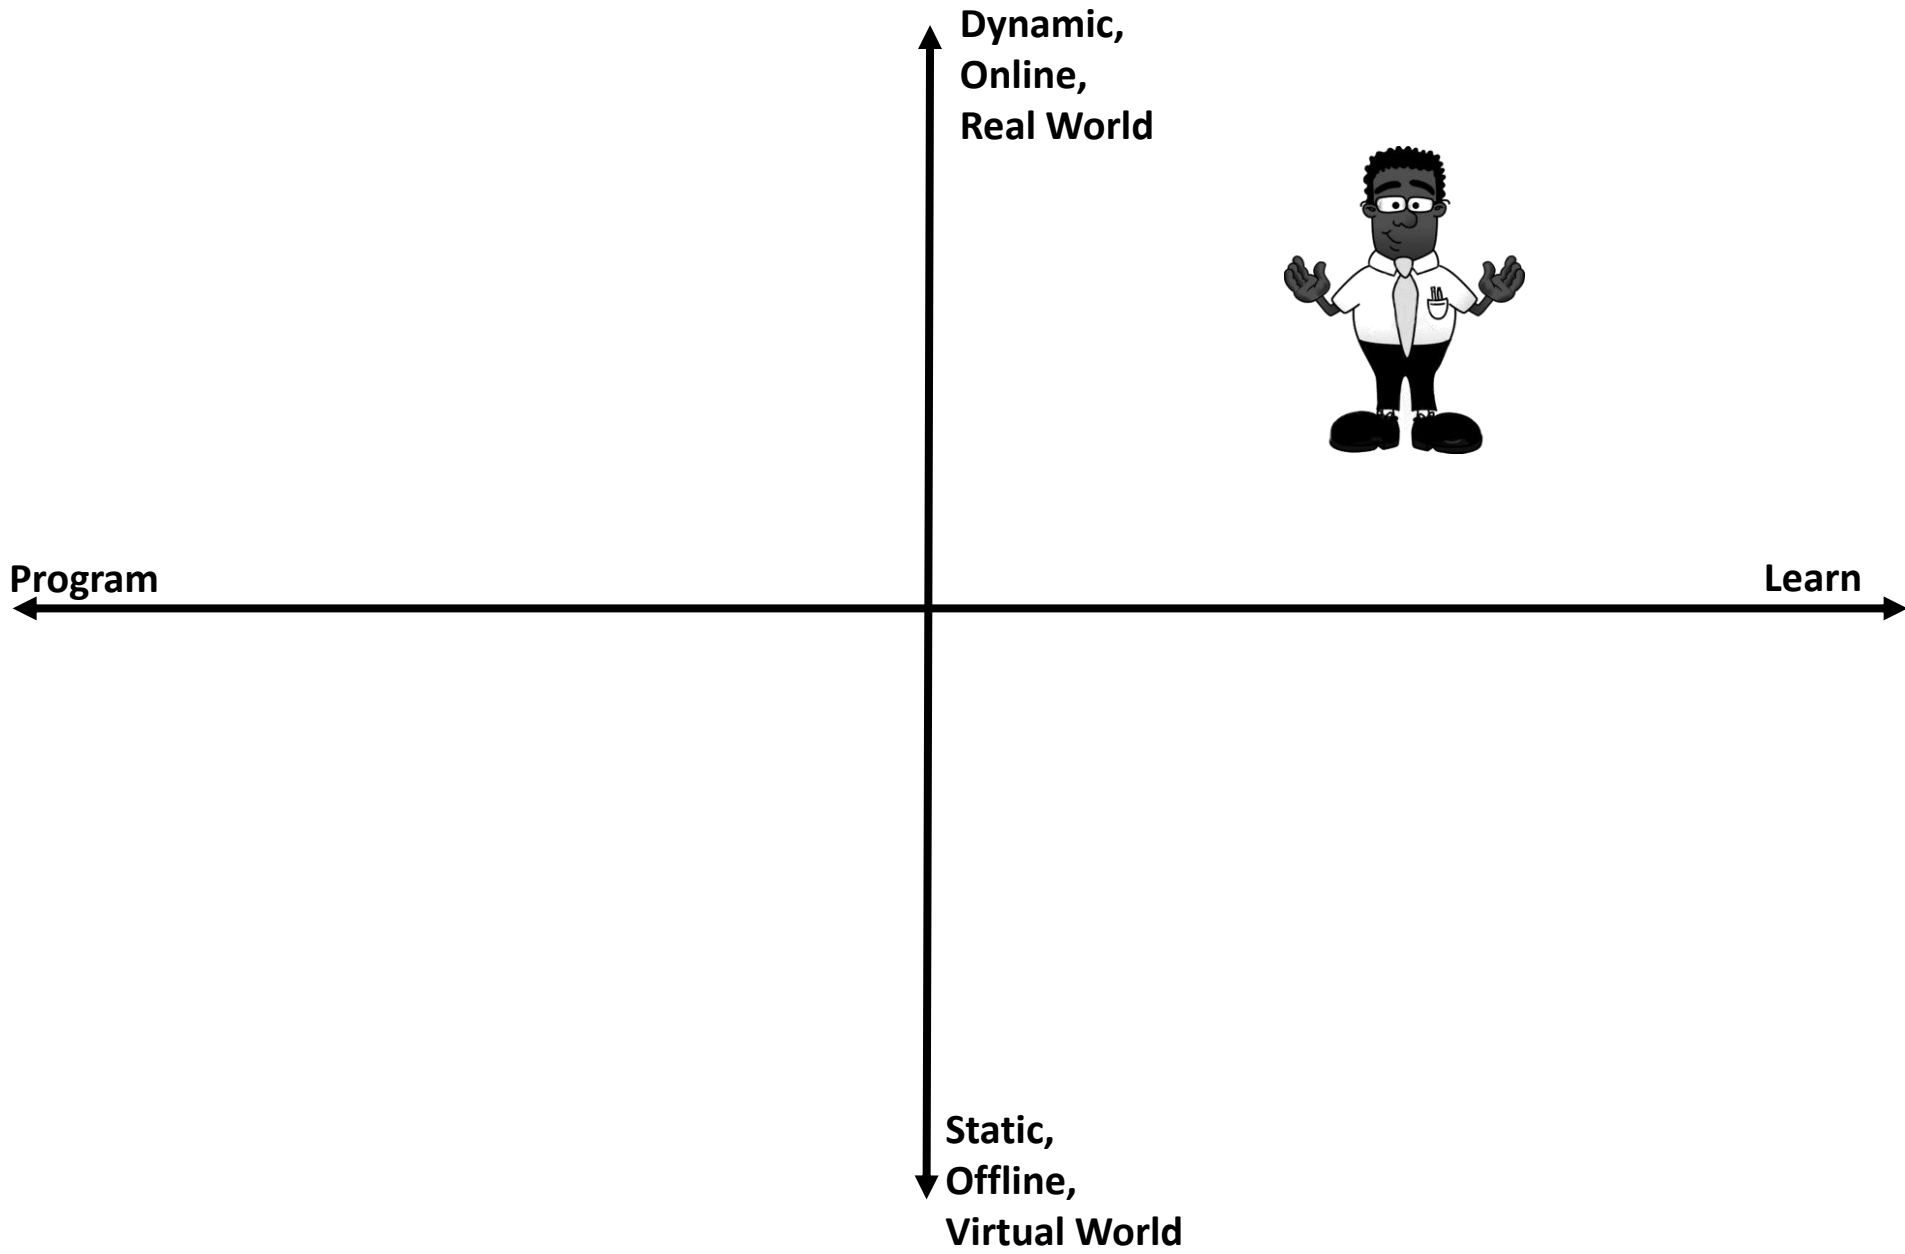 Dynamic,
Online,
Real World
Program
Learn
Static,
Offline,
Virtual World